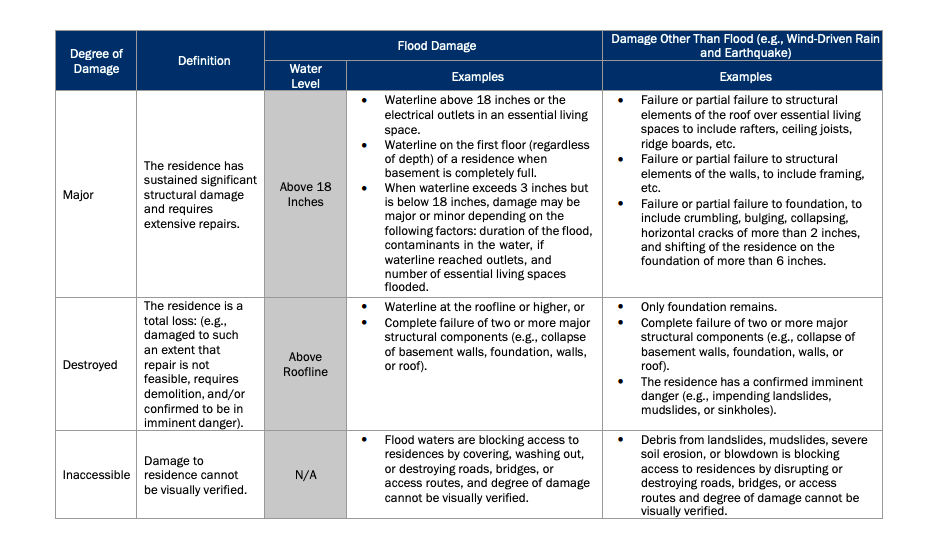 Degree of
Damage
Definition
Flood Damage
Damage Other Than Flood (e.g., Wind-Driven Rain
and Earthquake)
Water
Level
Examples
Examples
Major
The residence has
sustained significant
structural damage
and requires
extensive repairs.
Above 18
Inches
• Waterline above 18 inches or the
electrical outlets in an essential living
space.
• Waterline on the first floor (regardless
of depth) of a residence when
basement is completely full.
• When waterline exceeds 3 inches but
is below 18 inches, damage may be
major or minor depending on the
following factors: duration of the flood,
contaminants in the water, if
waterline reached outlets, and
number of essential living spaces
flooded.
• Failure or partial failure to structural
elements of the roof over essential living
spaces to include rafters, ceiling joists,
ridge boards, etc.
• Failure or partial failure to structural
elements of the walls, to include framing,
etc.
• Failure or partial failure to foundation, to
include crumbling, bulging, collapsing,
horizontal cracks of more than 2 inches,
and shifting of the residence on the
foundation of more than 6 inches.
Destroyed
The residence is a
total loss: (e.g.,
damaged to such
an extent that
repair is not
feasible, requires
demolition, and/or
confirmed to be in
imminent danger).
Above
Roofline
• Waterline at the roofline or higher, or
• Complete failure of two or more major
structural components (e.g., collapse
of basement walls, foundation, walls,
or roof).
• Only foundation remains.
• Complete failure of two or more major
structural components (e.g., collapse of
basement walls, foundation, walls, or
roof).
• The residence has a confirmed imminent
danger (e.g., impending landslides,
mudslides, or sinkholes).
Inaccessible
Damage to
residence cannot
be visually verified.
N/A
• Flood waters are blocking access to
residences by covering, washing out,
or destroying roads, bridges, or
access routes, and degree of damage
cannot be visually verified.
• Debris from landslides, mudslides, severe
soil erosion, or blowdown is blocking
access to residences by disrupting or
destroying roads, bridges, or access
routes and degree of damage cannot be
visually verified.